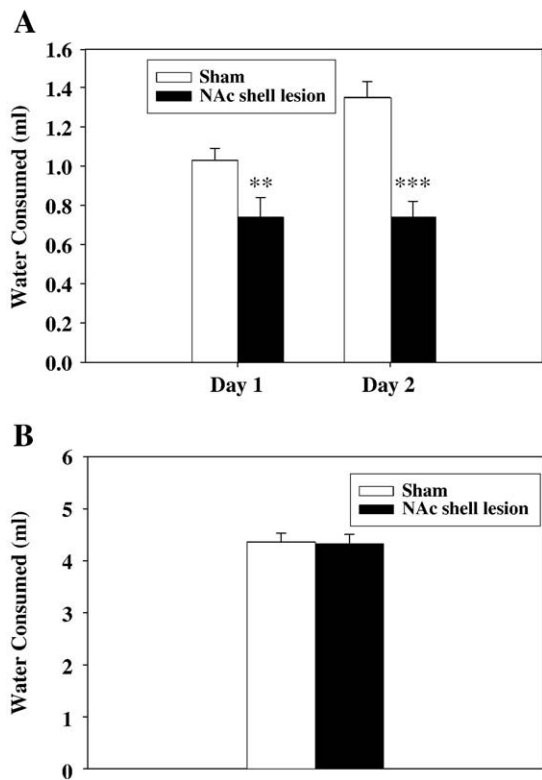 A
Water Consumed (ml)
1.6
1.4
1.2
1.0
0.8
0.6
0.4
0.2
0.0
Sham
NAc shell lesion
**
***
Day 1
Day 2
B
Water Consumed (ml)
6
5
4
3
2
1
0
Sham
NAc shell lesion